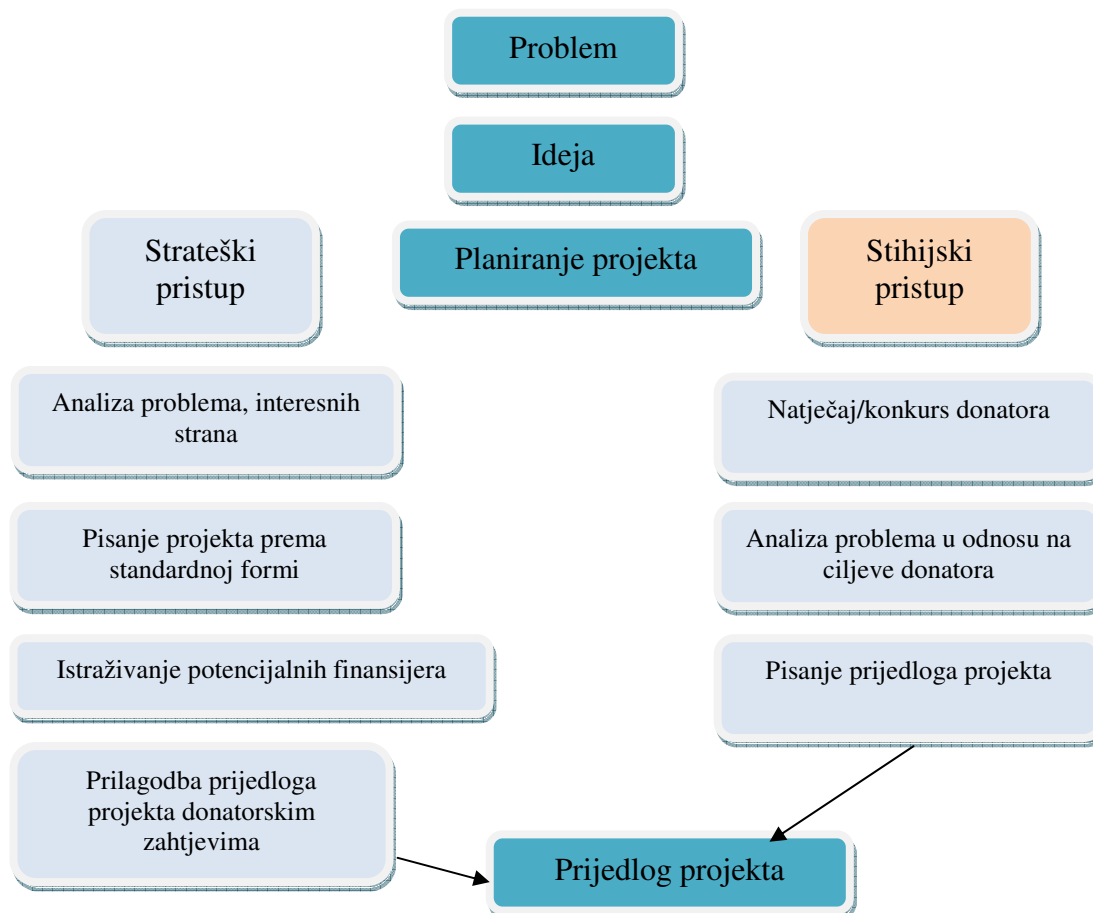 Problem
Ideja
Planiranje projekta
Strateški
pristup
Analiza problema, interesnih
strana
Pisanje projekta prema
standardnoj formi
Istraživanje potencijalnih finansijera
Prilagodba prijedloga
projekta donatorskim
zahtjevima
Stihijski
pristup
Natječaj/konkurs donatora
Analiza problema u odnosu na
ciljeve donatora
Pisanje prijedloga projekta
Prijedlog projekta